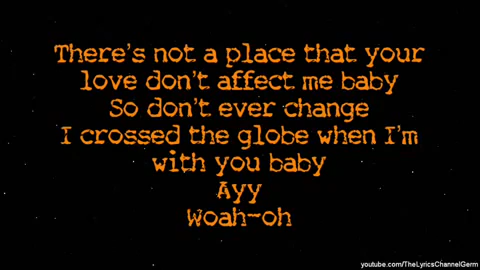 There's not a place that your
love don't affect me baby
So don't ever change
I crossed the globe when I'm
with you baby
Ayy
Woah-oh
youtube.com/TheLyricsChannelGerm